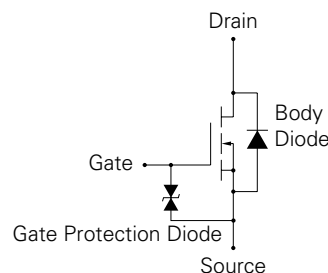 Drain
Body
Diode
Gate
Gate Protection Diode
Source